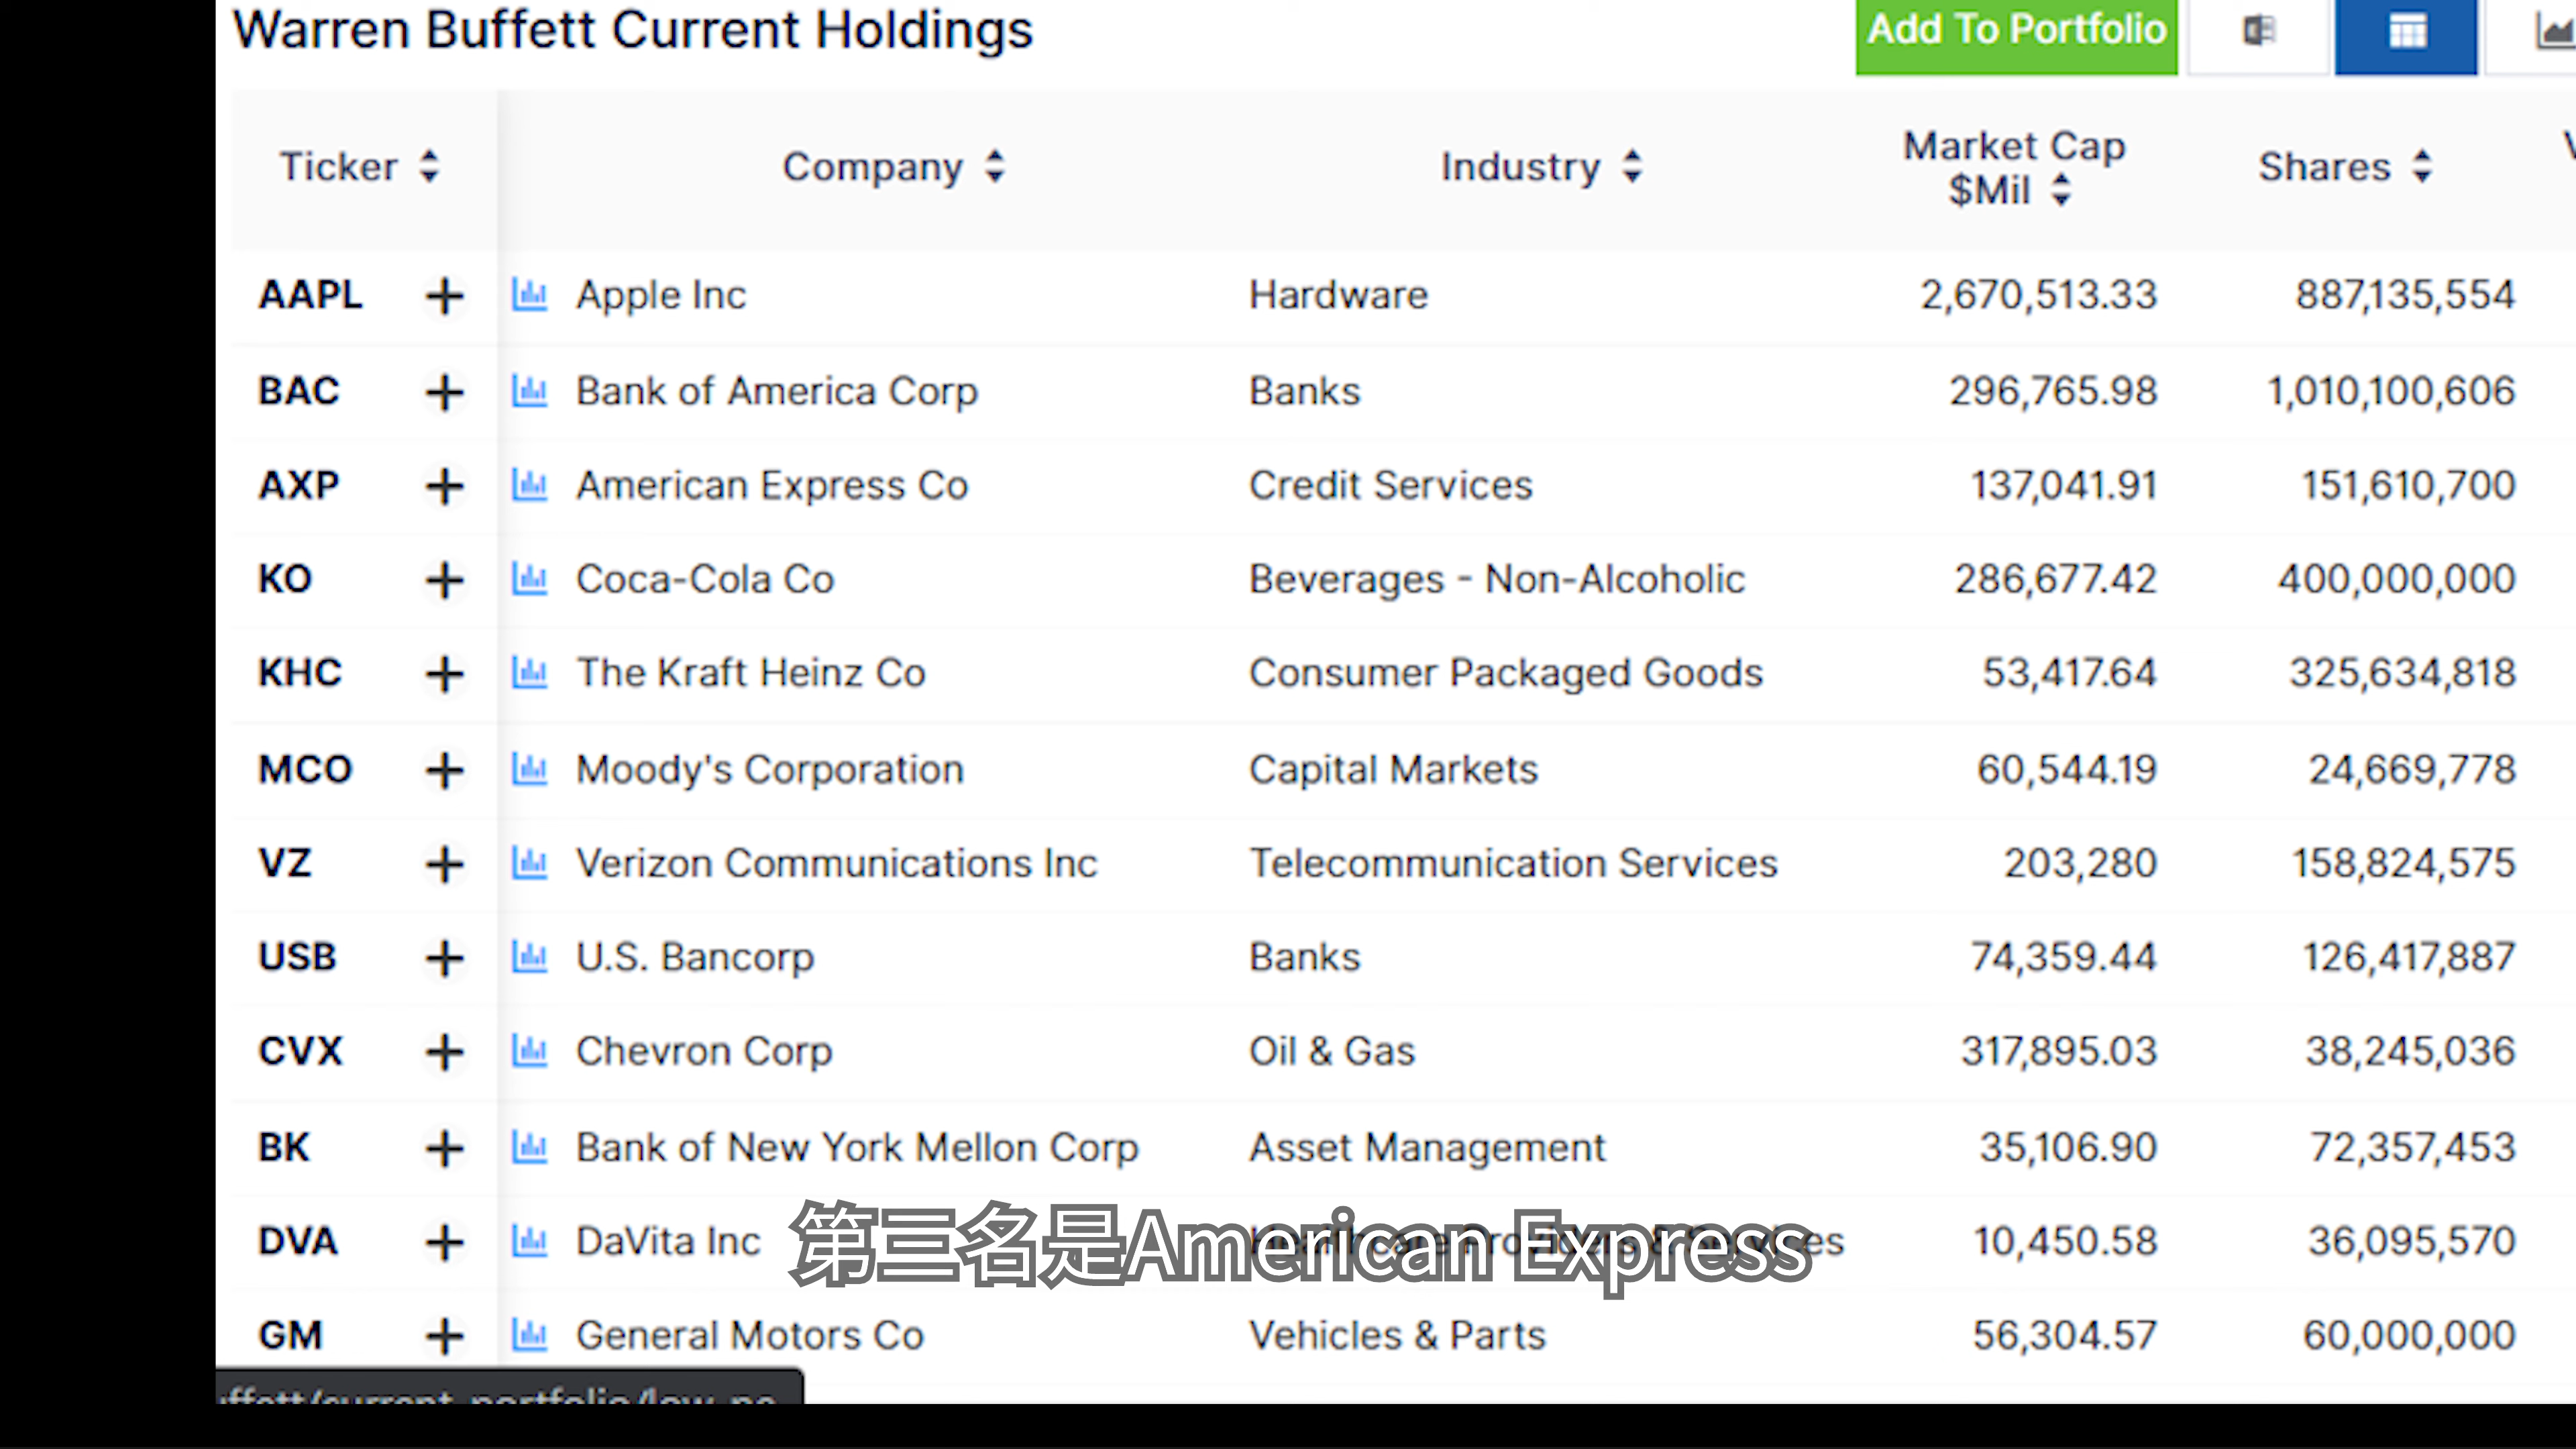 Warren Buffett Current Holdings Add To Portfolio
Ticker Company Industry Market Cap $Mil Shares
AAPL Apple Inc Hardware 2,670,513.33 887,135,554
BAC Bank of America Corp Banks 296,765.98 1,010,100,606
AXP American Express Co Credit Services 137,041.91 151,610,700
KO Coca-Cola Co Beverages - Non-Alcoholic 286,677.42 400,000,000
KHC The Kraft Heinz Co Consumer Packaged Goods 53,417.64 325,634,818
MCO Moody's Corporation Capital Markets 60,544.19 24,669,778
VZ Verizon Communications Inc Telecommunication Services 203,280 158,824,575
USB U.S. Bancorp Banks 74,359.44 126,417,887
CVX Chevron Corp Oil & Gas 317,895.03 38,245,036
BK Bank of New York Mellon Corp Asset Management 35,106.90 72,357,453
DVA DaVita Inc Healthcare Providers & Services 10,450.58 36,095,570
第三名是American Express
GM General Motors Co Vehicles & Parts 56,304.57 60,000,000